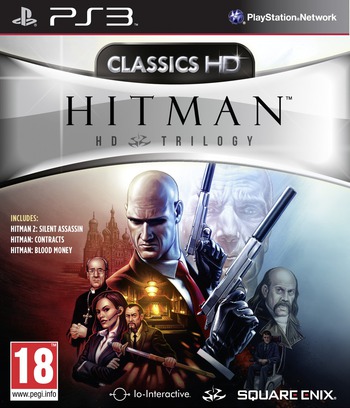 PS3
PlayStation®Network
CLASSICS HD
HITMAN™
HD TRILOGY
INCLUDES:
HITMAN 2: SILENT ASSASSIN
HITMAN: CONTRACTS
HITMAN: BLOOD MONEY
18
www.pegi.info
Io-Interactive
SQUARE ENIX.